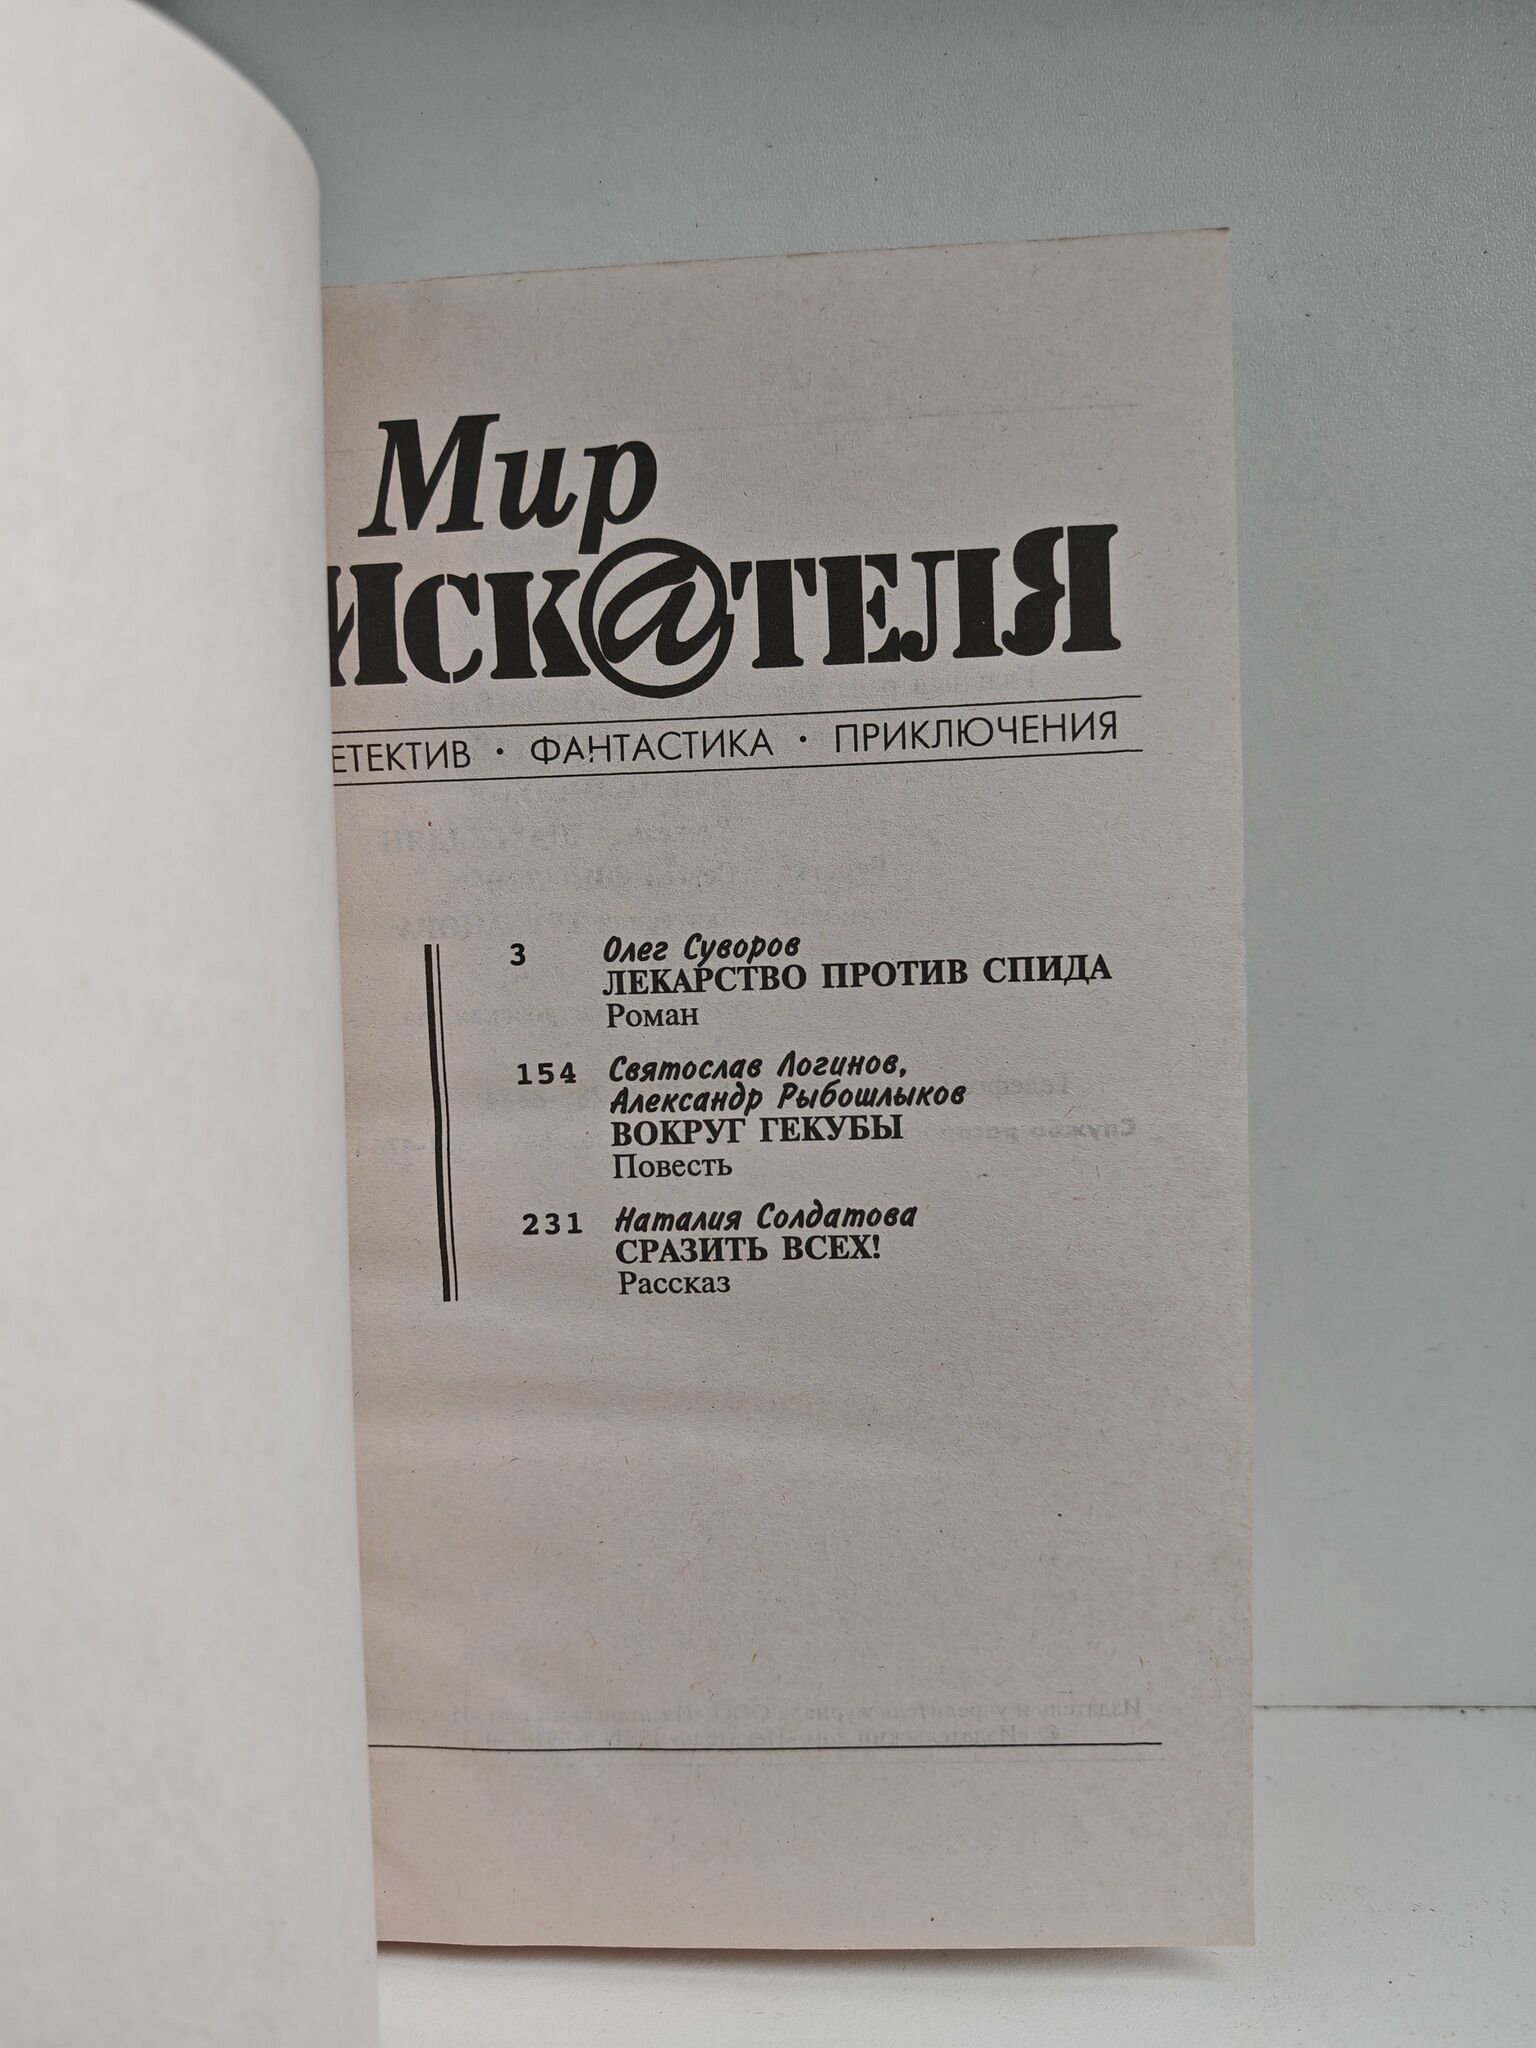 Мир
ИСК@ТЕЛЯ
ЕТЕКТИВ • ФАНТАСТИКА • ПРИКЛЮЧЕНИЯ
3 Олег Суворов
ЛЕКАРСТВО ПРОТИВ СПИДА
Роман
154 Святослав Логинов,
Александр Рыбошлыков
ВОКРУГ ГЕКУБЫ
Повесть
231 Наталия Солдатова
СРАЗИТЬ ВСЕХ!
Рассказ